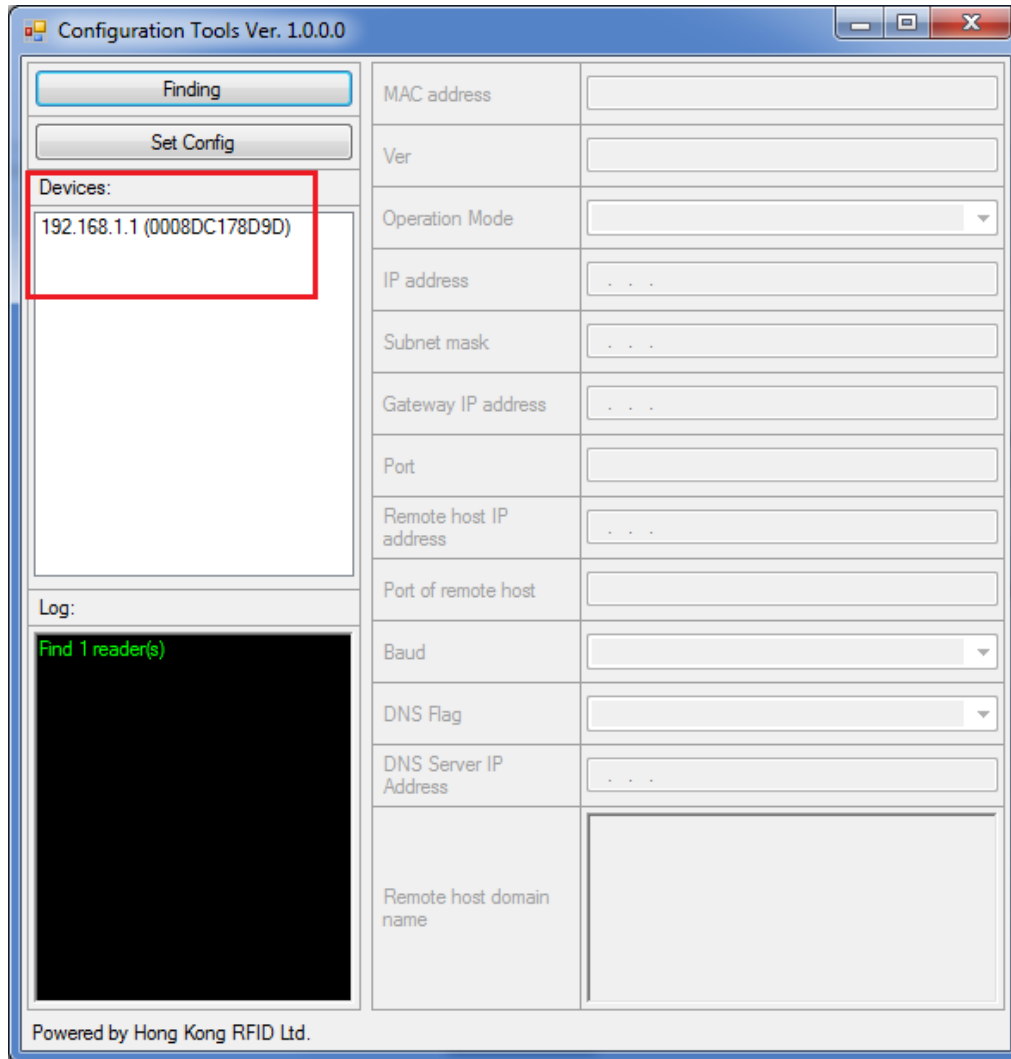 Configuration Tools Ver. 1.0.0.0
Finding
Set Config
Devices:
192.168.1.1 (0008DC178D9D)
Log:
Find 1 reader(s)
MAC address
Ver
Operation Mode
IP address
. . .
Subnet mask
. . .
Gateway IP address
. . .
Port
Remote host IP
address
. . .
Port of remote host
Baud
DNS Flag
DNS Server IP
Address
. . .
Remote host domain
name
Powered by Hong Kong RFID Ltd.